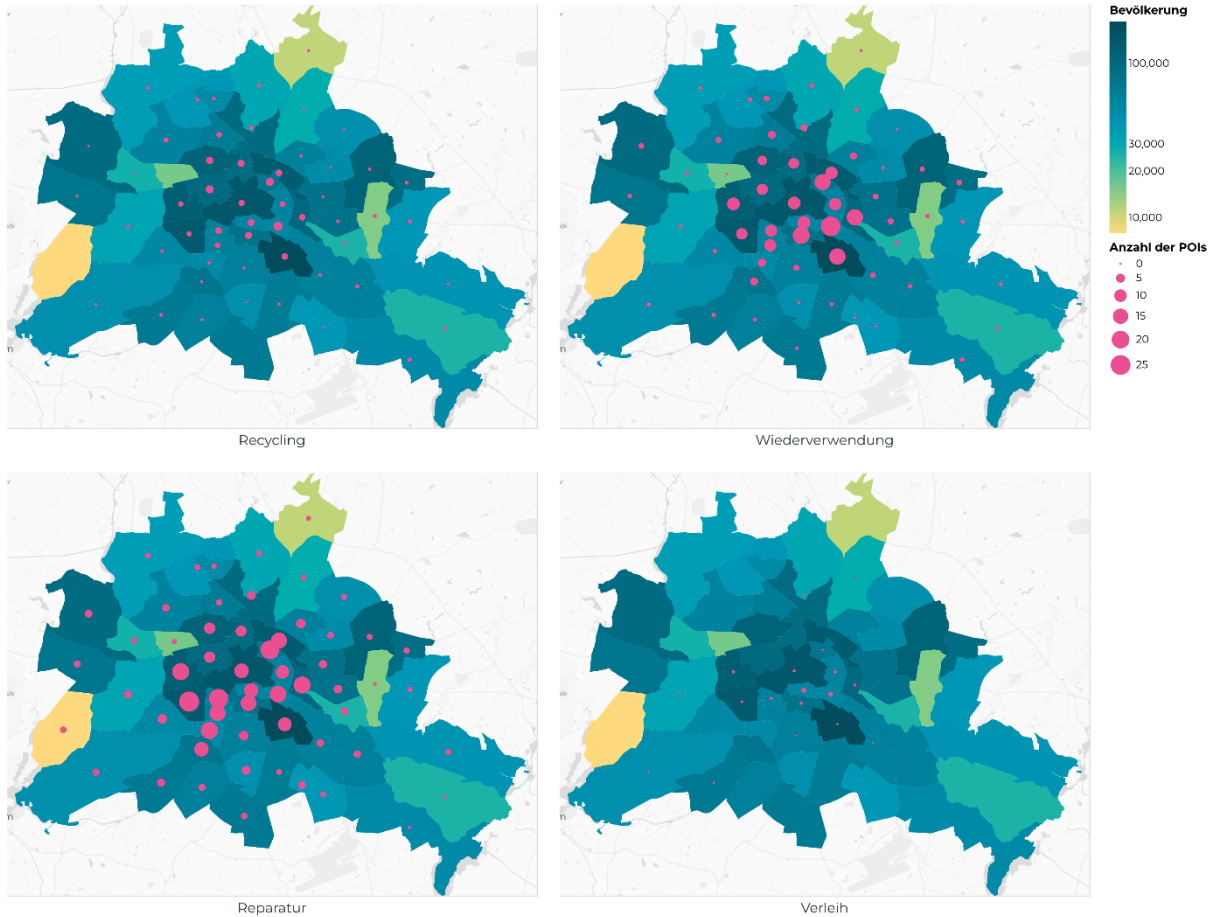 Bevölkerung
100,000
30,000
20,000
10,000
Anzahl der POIs
0
5
10
15
20
25
Recycling
Wiederverwendung
Reparatur
Verleih